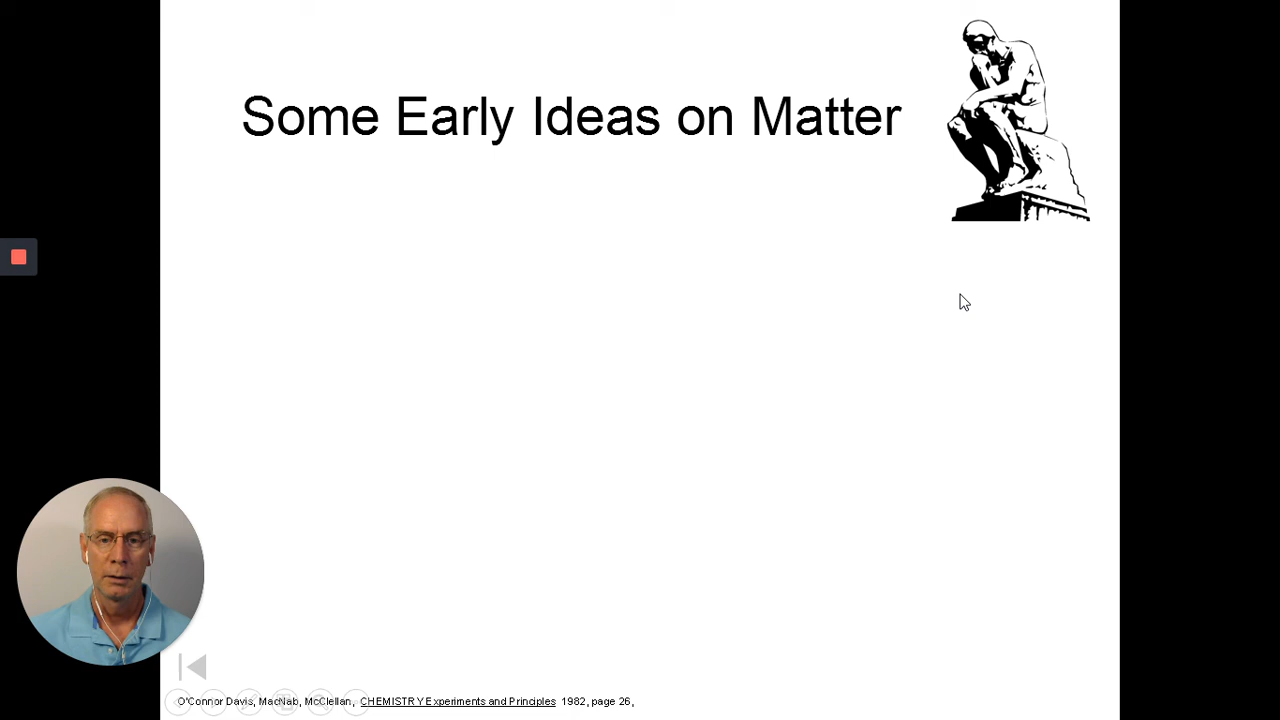 Some Early Ideas on Matter
O'Connor Davis, MacNab, McClellan, CHEMISTRY Experiments and Principles 1982, page 26,